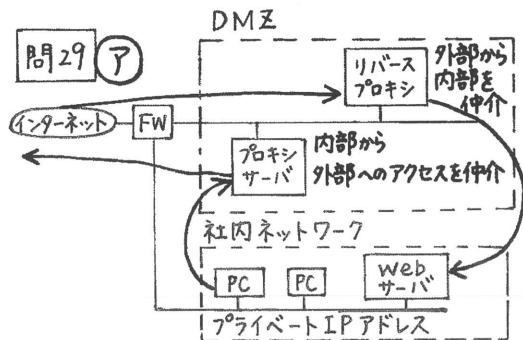 DMZ
問29 ア
リバース
プロキシ
外部から
内部を
仲介
インターネット
FW
プロキシ
サーバ
内部から
外部へのアクセスを仲介
社内ネットワーク
PC
PC
Web
サーバ
プライベートIPアドレス